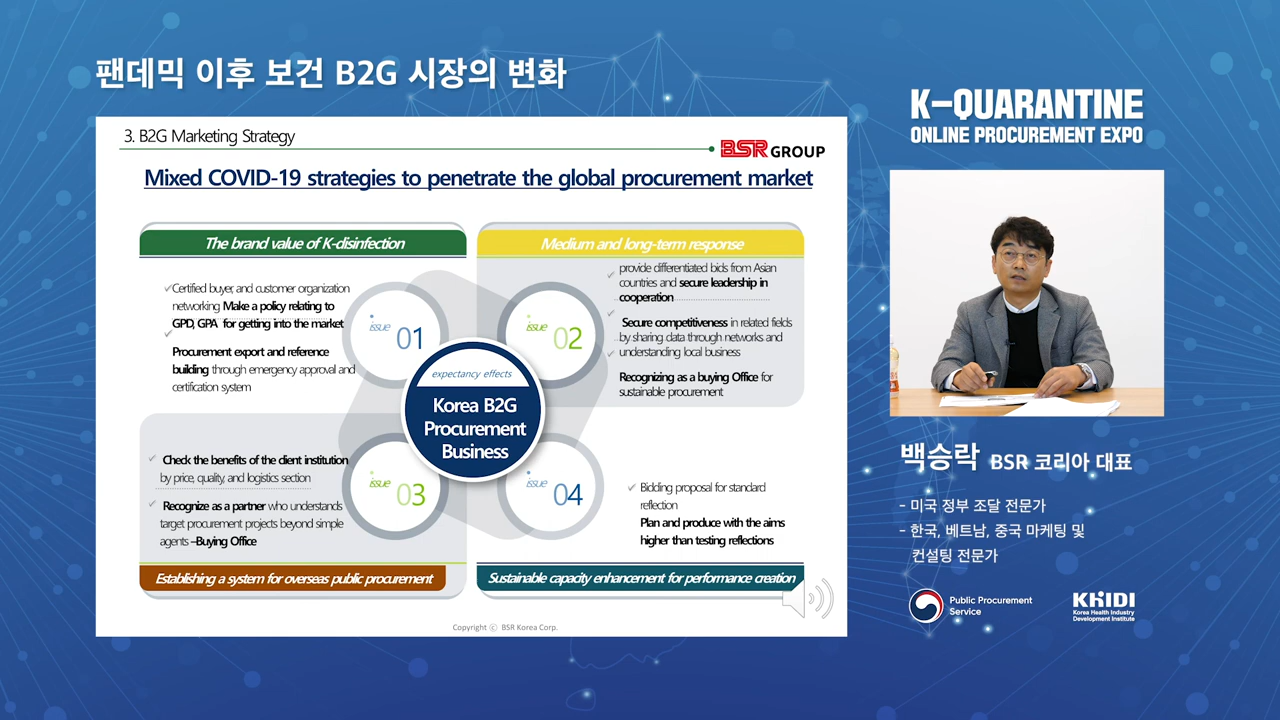 팬데믹 이후 보건 B2G 시장의 변화
3. B2G Marketing Strategy
BSR GROUP
Mixed COVID-19 strategies to penetrate the global procurement market
The brand value of K-disinfection
Certified buyer, and customer organization
networking Make a policy relating to
GPD, GPA for getting into the market
Procurement export and reference
building through emergency approval and
certification system
issue 01
Medium and long-term response
provide differentiated bids from Asian
countries and secure leadership in
cooperation
Secure competitiveness in related fields
by sharing data through networks and
understanding local business
Recognizing as a buying Office for
sustainable procurement
issue 02
expectancy effects
Korea B2G
Procurement
Business
Check the benefits of the client institution
by price, quality, and logistics section
Recognize as a partner who understands
target procurement projects beyond simple
agents –Buying Office
issue 03
Establishing a system for overseas public procurement
issue 04
Bidding proposal for standard
reflection
Plan and produce with the aims
higher than testing reflections
Sustainable capacity enhancement for performance creation
Copyright ⓒ BSR Korea Corp.
K-QUARANTINE
ONLINE PROCUREMENT EXPO
백승락 BSR 코리아 대표
- 미국 정부 조달 전문가
- 한국, 베트남, 중국 마케팅 및
컨설팅 전문가
Public Procurement
Service
KHIDI
Korea Health Industry
Development Institute